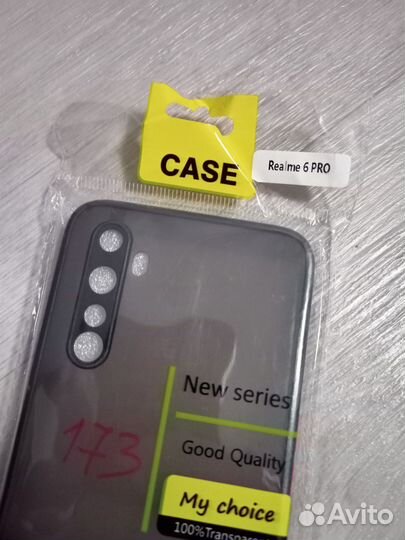 CASE
Realme 6 PRO
New series
173
Good Quality
My choice
Avito